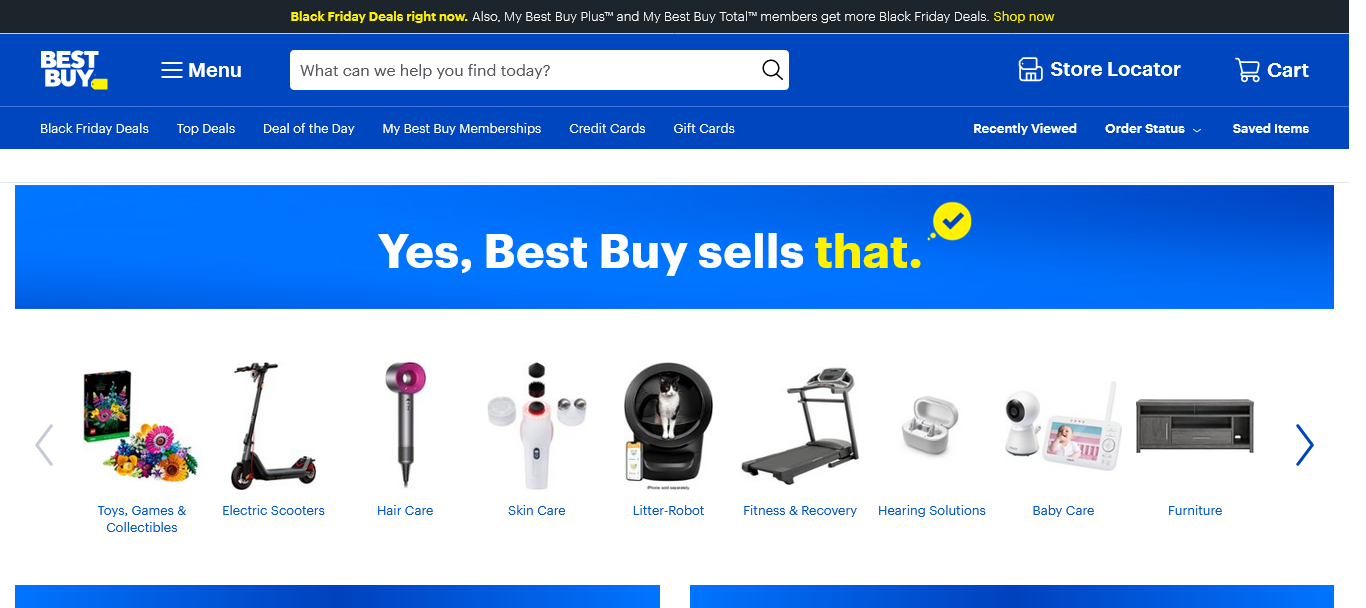 Black Friday Deals right now. Also, My Best Buy Plus™ and My Best Buy Total™ members get more Black Friday Deals. Shop now
BEST
BUY
Menu
What can we help you find today?
Store Locator
Cart
Black Friday Deals
Top Deals
Deal of the Day
My Best Buy Memberships
Credit Cards
Gift Cards
Recently Viewed
Order Status
Saved Items
Yes, Best Buy sells that.
iPhone sold separately.
Toys, Games &
Collectibles
Electric Scooters
Hair Care
Skin Care
Litter-Robot
Fitness & Recovery
Hearing Solutions
Baby Care
Furniture